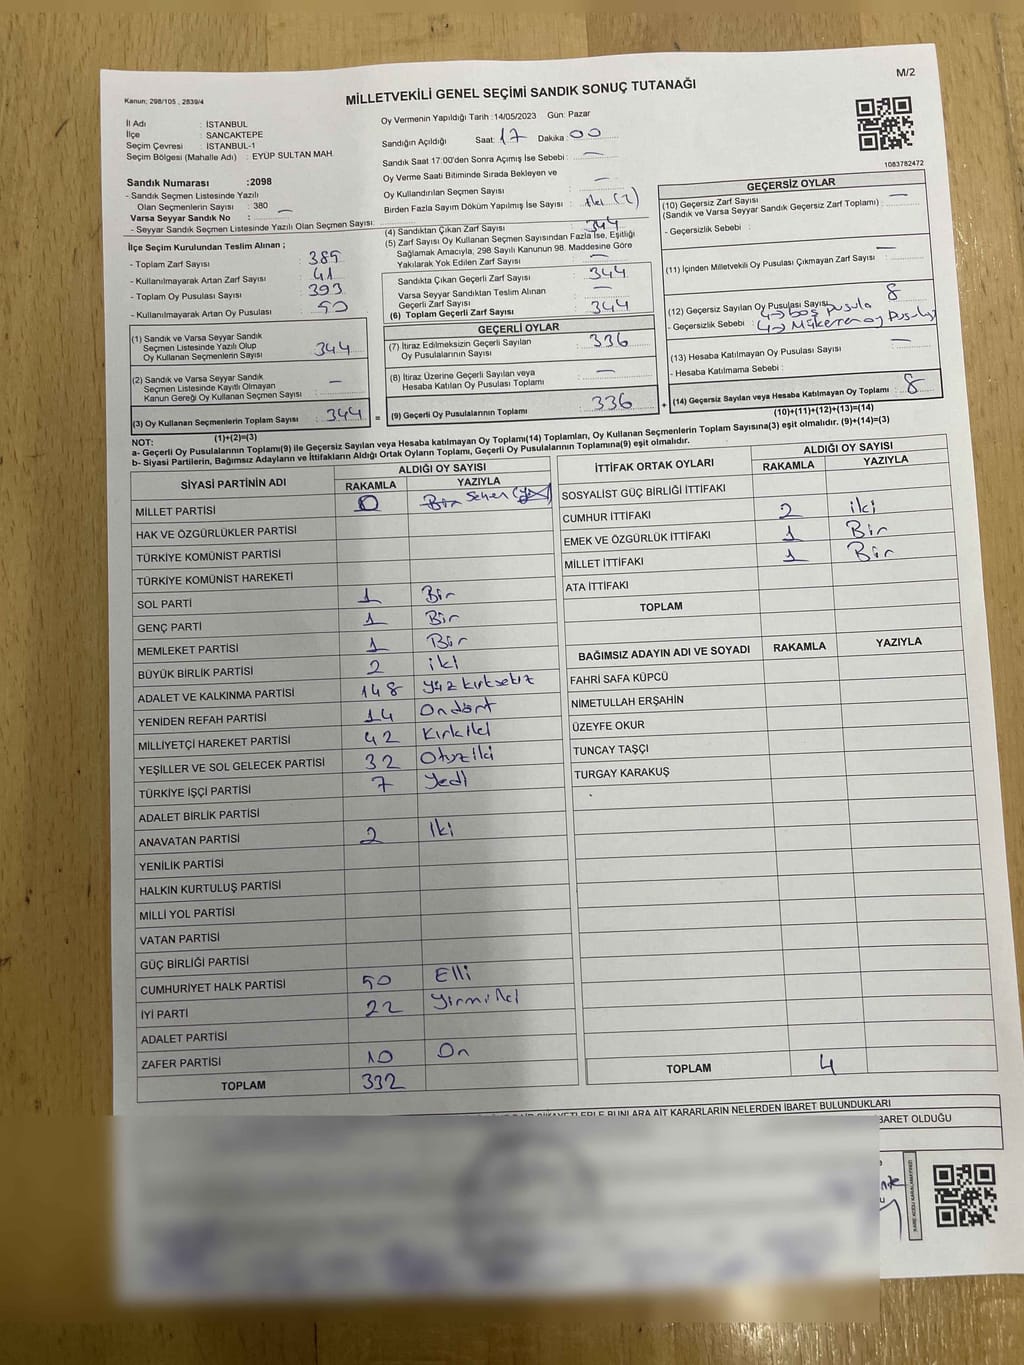 M/2
Kanun; 298/105 , 2839/4
MİLLETVEKİLİ GENEL SEÇİMİ SANDIK SONUÇ TUTANAĞI
İl Adı : İSTANBUL
İlçe : SANCAKTEPE
Seçim Çevresi : İSTANBUL-1
Seçim Bölgesi (Mahalle Adı) : EYÜP SULTAN MAH.
Sandık Numarası :2098
- Sandık Seçmen Listesinde Yazılı
Olan Seçmenlerin Sayısı : 380
Varsa Seyyar Sandık No : —
- Seyyar Sandık Seçmen Listesinde Yazılı Olan Seçmen Sayısı:
Oy Vermenin Yapıldığı Tarih :14/05/2023 Gün: Pazar
Sandığın Açıldığı Saat: 17 Dakika: 00
Sandık Saat 17:00'den Sonra Açımış İse Sebebi : —
Oy Verme Saati Bitiminde Sırada Bekleyen ve
Oy Kullandırılan Seçmen Sayısı : —
Birden Fazla Sayım Döküm Yapılmış İse Sayısı : iki (2)
1083782472
İlçe Seçim Kurulundan Teslim Alınan ;
- Toplam Zarf Sayısı : 385
- Kullanılmayarak Artan Zarf Sayısı : 41
- Toplam Oy Pusulası Sayısı : 393
- Kullanılmayarak Artan Oy Pusulası : 50
(1) Sandık ve Varsa Seyyar Sandık
Seçmen Listesinde Yazılı Olup
Oy Kullanan Seçmenlerin Sayısı : 344
(2) Sandık ve Varsa Seyyar Sandık
Seçmen Listesinde Kayıtlı Olmayan
Kanun Gereği Oy Kullanan Seçmen Sayısı : —
(3) Oy Kullanan Seçmenlerin Toplam Sayısı : 344 =
(1)+(2)=(3)
(4) Sandıktan Çıkan Zarf Sayısı : 344
(5) Zarf Sayısı Oy Kullanan Seçmen Sayısından Fazla İse, Eşitliği
Sağlamak Amacıyla, 298 Sayılı Kanunun 98. Maddesine Göre
Yakılarak Yok Edilen Zarf Sayısı : —
Sandıkta Çıkan Geçerli Zarf Sayısı : 344
Varsa Seyyar Sandıktan Teslim Alınan
Geçerli Zarf Sayısı : —
(6) Toplam Geçerli Zarf Sayısı : 344
GEÇERLİ OYLAR
(7) İtiraz Edilmeksizin Geçerli Sayılan
Oy Pusulalarının Sayısı : 336
(8) İtiraz Üzerine Geçerli Sayılan veya
Hesaba Katılan Oy Pusulası Toplamı : —
(9) Geçerli Oy Pusulalarının Toplamı : 336 +
GEÇERSİZ OYLAR
(10) Geçersiz Zarf Sayısı
(Sandık ve Varsa Seyyar Sandık Geçersiz Zarf Toplamı) : —
- Geçersizlik Sebebi :
(11) İçinden Milletvekili Oy Pusulası Çıkmayan Zarf Sayısı : —
(12) Geçersiz Sayılan Oy Pusulası Sayısı : 8
- Geçersizlik Sebebi : 4→ boş pusula
4→ Mükerrer oy pusulası
(13) Hesaba Katılmayan Oy Pusulası Sayısı : —
- Hesaba Katılmama Sebebi :
(14) Geçersiz Sayılan veya Hesaba Katılmayan Oy Toplamı : 8
(10)+(11)+(12)+(13)=(14)
NOT:
a- Geçerli Oy Pusulalarının Toplamı(9) ile Geçersiz Sayılan veya Hesaba katılmayan Oy Toplamı(14) Toplamları, Oy Kullanan Seçmenlerin Toplam Sayısına(3) eşit olmalıdır. (9)+(14)=(3)
b- Siyasi Partilerin, Bağımsız Adayların ve İttifakların Aldığı Ortak Oyların Toplamı, Geçerli Oy Pusulalarının Toplamına(9) eşit olmalıdır.
SİYASİ PARTİNİN ADI ALDIĞI OY SAYISI
RAKAMLA YAZIYLA
MİLLET PARTİSİ 0
HAK VE ÖZGÜRLÜKLER PARTİSİ
TÜRKİYE KOMÜNİST PARTİSİ
TÜRKİYE KOMÜNİST HAREKETİ
SOL PARTİ 1 Bir
GENÇ PARTİ 1 Bir
MEMLEKET PARTİSİ 1 Bir
BÜYÜK BİRLİK PARTİSİ 2 iki
ADALET VE KALKINMA PARTİSİ 148 yüz kırksekiz
YENİDEN REFAH PARTİSİ 14 Ondört
MİLLİYETÇİ HAREKET PARTİSİ 42 Kırkiki
YEŞİLLER VE SOL GELECEK PARTİSİ 32 Otuziki
TÜRKİYE İŞÇİ PARTİSİ 7 Yedi
ADALET BİRLİK PARTİSİ
ANAVATAN PARTİSİ 2 iki
YENİLİK PARTİSİ
HALKIN KURTULUŞ PARTİSİ
MİLLİ YOL PARTİSİ
VATAN PARTİSİ
GÜÇ BİRLİĞİ PARTİSİ
CUMHURİYET HALK PARTİSİ 50 Elli
İYİ PARTİ 22 Yirmiiki
ADALET PARTİSİ
ZAFER PARTİSİ 10 On
TOPLAM 332
İTTİFAK ORTAK OYLARI ALDIĞI OY SAYISI
RAKAMLA YAZIYLA
SOSYALİST GÜÇ BİRLİĞİ İTTİFAKI
CUMHUR İTTİFAKI 2 iki
EMEK VE ÖZGÜRLÜK İTTİFAKI 1 Bir
MİLLET İTTİFAKI 1 Bir
ATA İTTİFAKI
TOPLAM
BAĞIMSIZ ADAYIN ADI VE SOYADI RAKAMLA YAZIYLA
FAHRİ SAFA KÜPCÜ
NİMETULLAH ERŞAHİN
ÜZEYFE OKUR
TUNCAY TAŞÇI
TURGAY KARAKUŞ
TOPLAM 4
BUNLARA AİT KARARLARIN NELERDEN İBARET BULUNDUKLARI
İBARET OLDUĞU